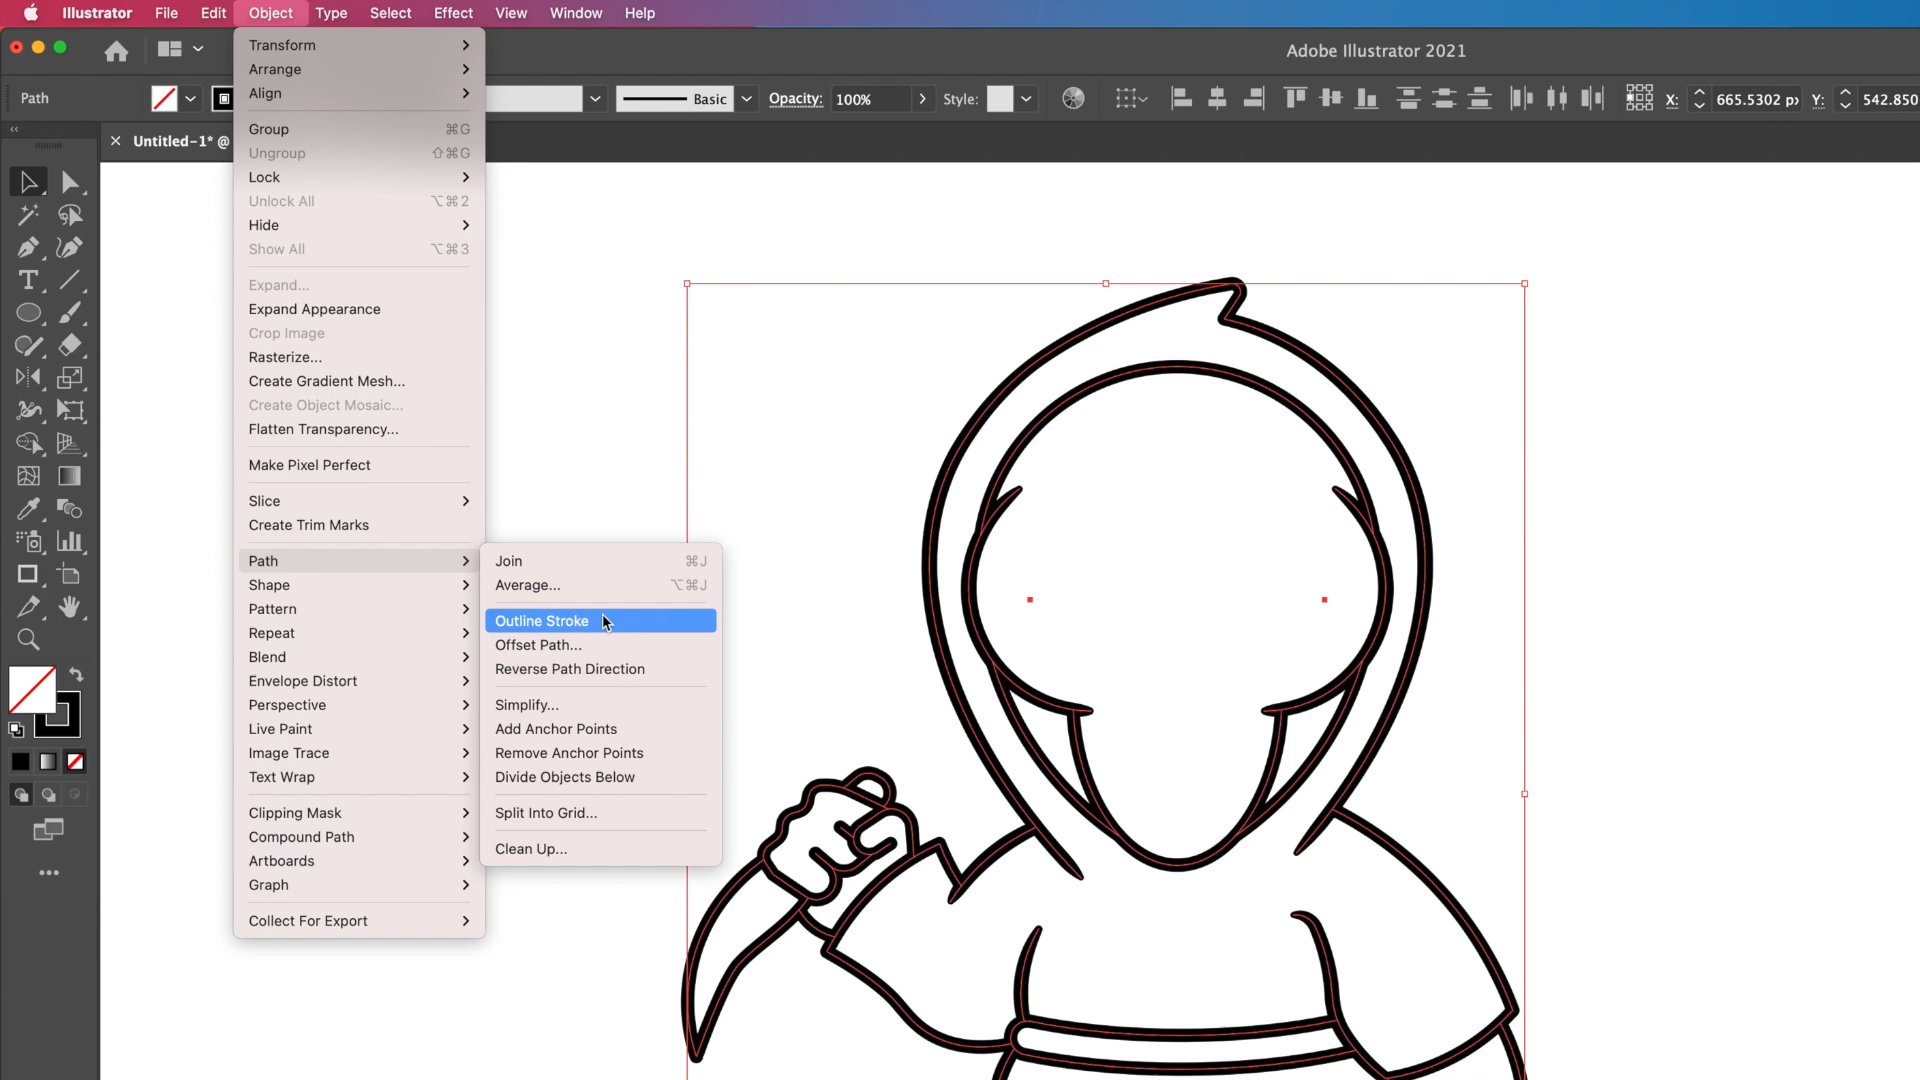 Illustrator File Edit Object Type Select Effect View Window Help
Adobe Illustrator 2021
Path
Basic Opacity: 100% Style: X: 665.5302 px Y: 542.850
Untitled-1* @
Transform
Arrange
Align
Group ⌘G
Ungroup ⇧⌘G
Lock
Unlock All ⌥⌘2
Hide
Show All ⌥⌘3
Expand...
Expand Appearance
Crop Image
Rasterize...
Create Gradient Mesh...
Create Object Mosaic...
Flatten Transparency...
Make Pixel Perfect
Slice
Create Trim Marks
Path
Shape
Pattern
Repeat
Blend
Envelope Distort
Perspective
Live Paint
Image Trace
Text Wrap
Clipping Mask
Compound Path
Artboards
Graph
Collect For Export
Join ⌘J
Average... ⌥⌘J
Outline Stroke
Offset Path...
Reverse Path Direction
Simplify...
Add Anchor Points
Remove Anchor Points
Divide Objects Below
Split Into Grid...
Clean Up...